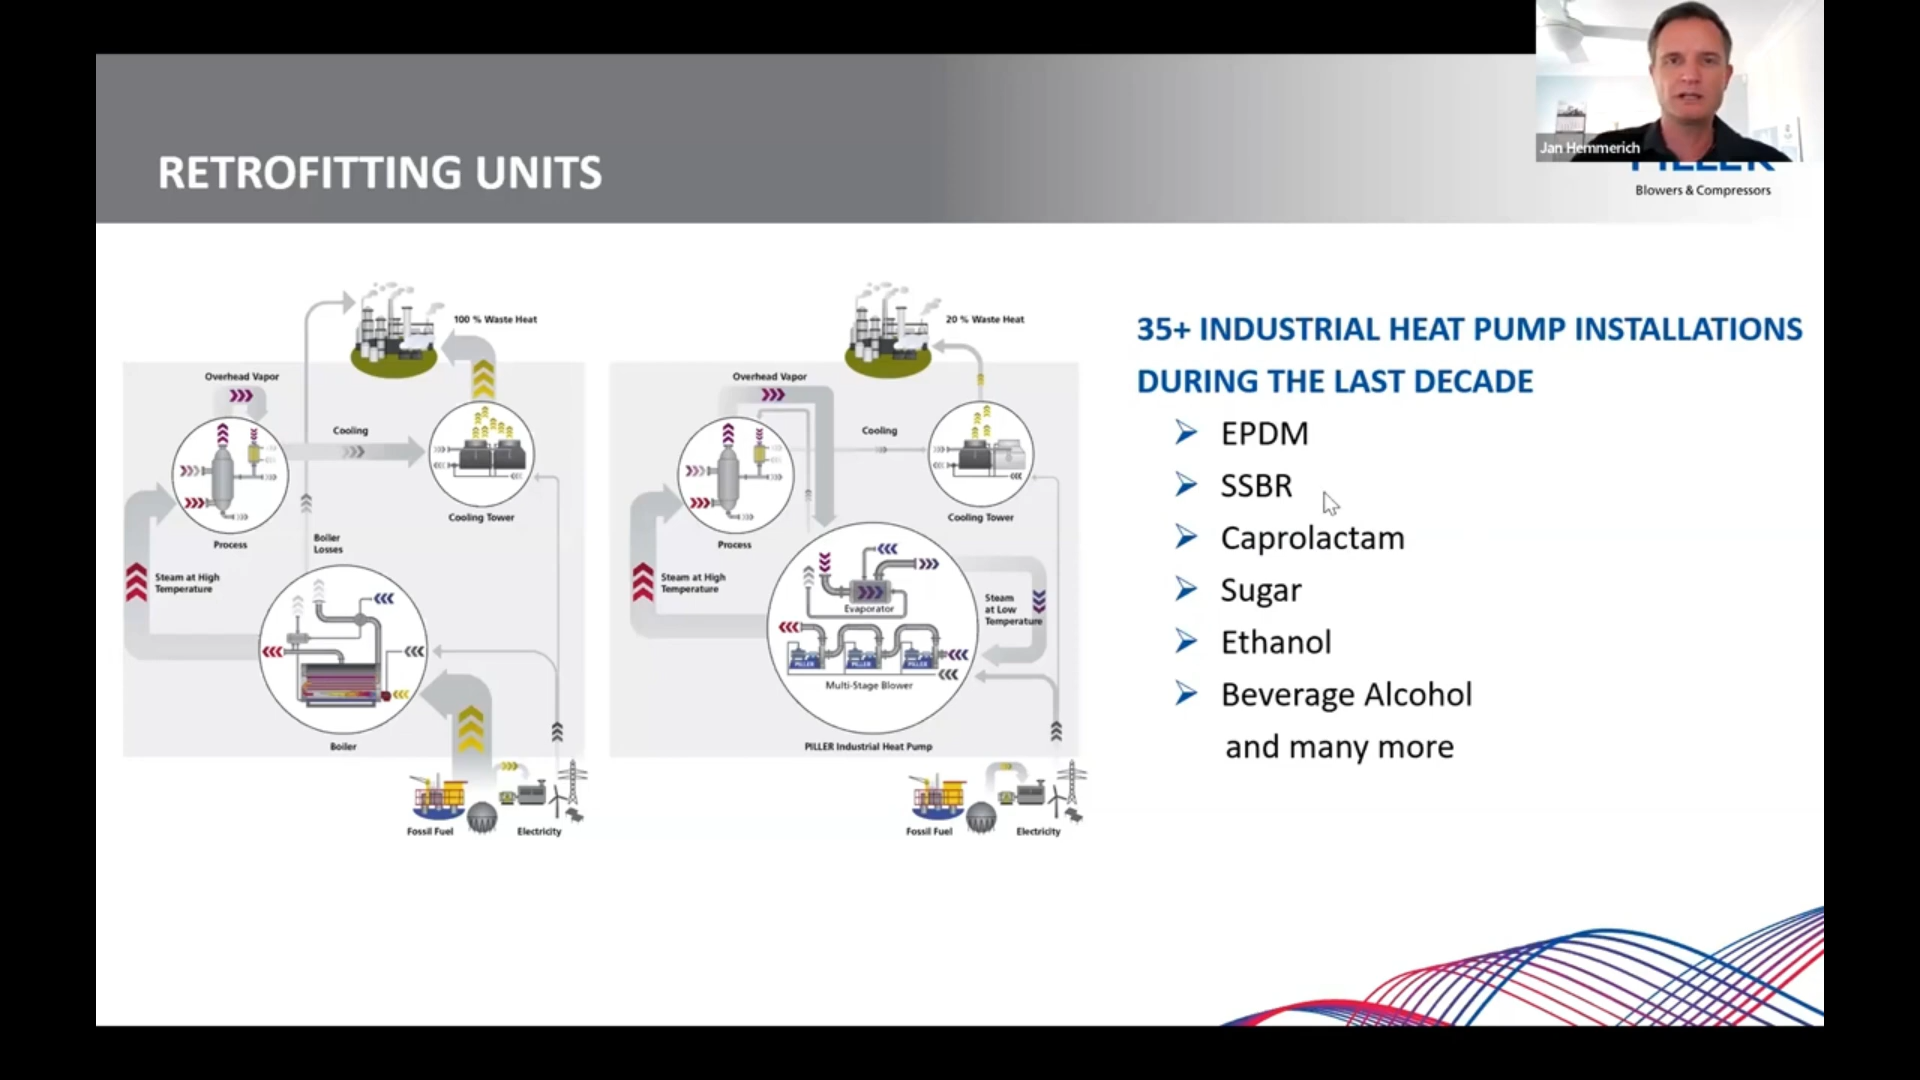 Jan Hemmerich
PILLER
Blowers & Compressors
RETROFITTING UNITS
100 % Waste Heat
Overhead Vapor
Cooling
Cooling Tower
Process
Boiler
Losses
Steam at High
Temperature
Boiler
Fossil Fuel
Electricity
20 % Waste Heat
Overhead Vapor
Cooling
Cooling Tower
Process
Steam at High
Temperature
Evaporator
Steam
at Low
Temperature
PILLER
PILLER
PILLER
Multi-Stage Blower
PILLER Industrial Heat Pump
Fossil Fuel
Electricity
35+ INDUSTRIAL HEAT PUMP INSTALLATIONS
DURING THE LAST DECADE
EPDM
SSBR
Caprolactam
Sugar
Ethanol
Beverage Alcohol
and many more